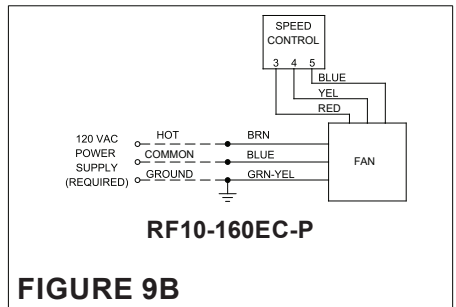 SPEED
CONTROL
3 4 5
BLUE
YEL
RED
120 VAC
POWER
SUPPLY
(REQUIRED)
HOT
BRN
COMMON
BLUE
GROUND
GRN-YEL
FAN
RF10-160EC-P
FIGURE 9B